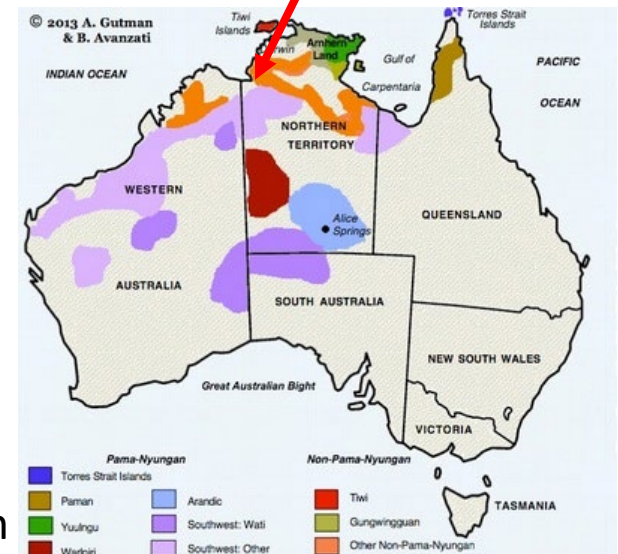 © 2013 A. Gutman
& B. Avanzati
Tiwi
Islands
Torres Strait
Islands
Arnhem
Land
Gulf of
Carpentaria
INDIAN OCEAN
PACIFIC
OCEAN
NORTHERN
TERRITORY
WESTERN
AUSTRALIA
QUEENSLAND
Alice
Springs
SOUTH AUSTRALIA
NEW SOUTH WALES
Great Australian Bight
VICTORIA
TASMANIA
Pama-Nyungan
Torres Strait Islands
Paman
Yuulngu
Warlpiri
Arandic
Southwest: Wati
Southwest: Other
Non-Pama-Nyungan
Tiwi
Gungwingguan
Other Non-Pama-Nyungan